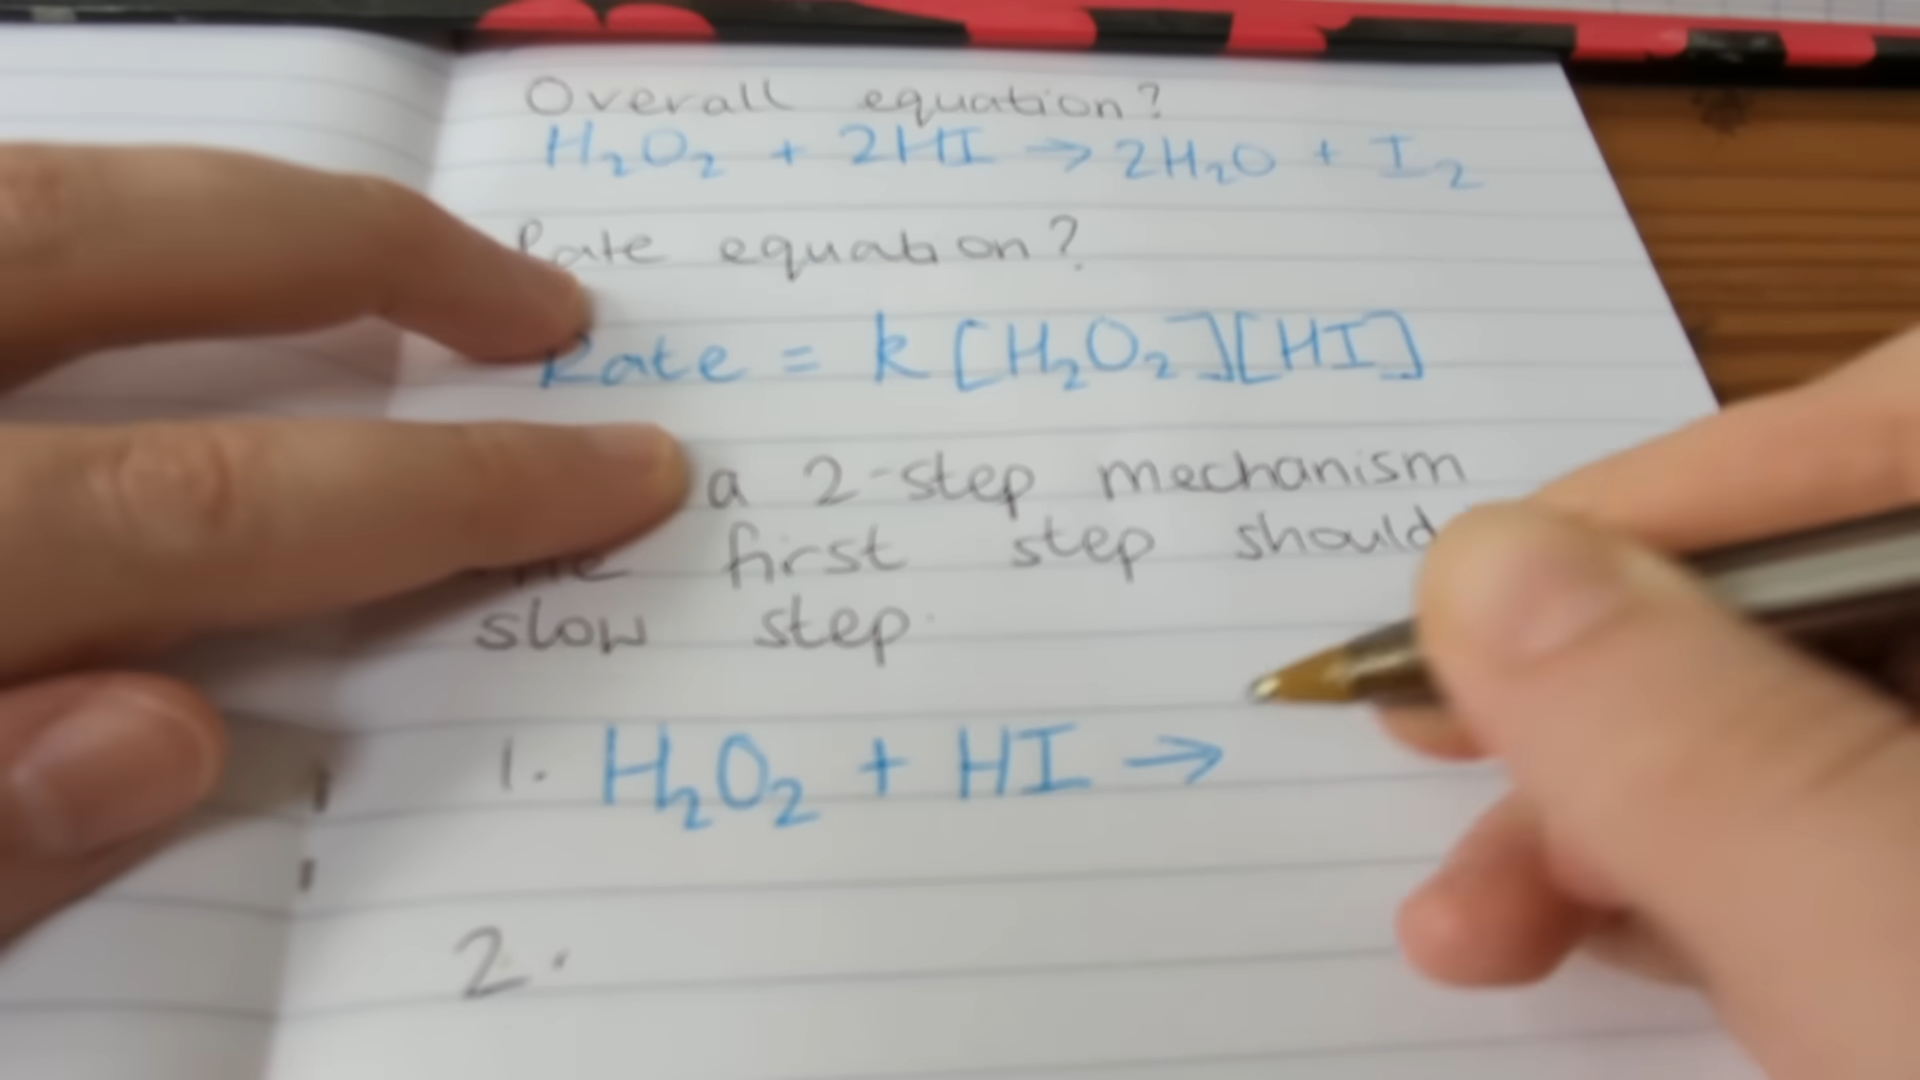 Overall equation?
H₂O₂ + 2HI → 2H₂O + I₂
Rate equation?
Rate = k[H₂O₂][HI]
a 2-step mechanism
first step should
slow step.
1. H₂O₂ + HI →
2.